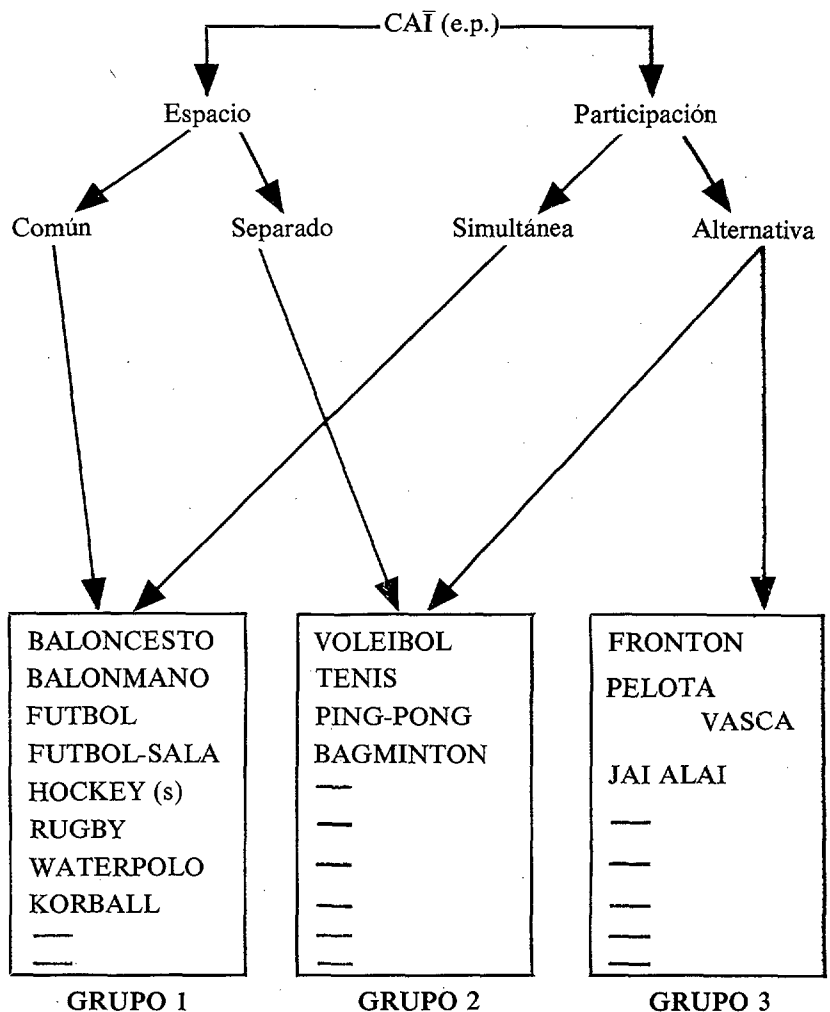 CAĪ (e.p.)
Espacio
Participación
Común
Separado
Simultánea
Alternativa
BALONCESTO
BALONMANO
FUTBOL
FUTBOL-SALA
HOCKEY (s)
RUGBY
WATERPOLO
KORBALL
GRUPO 1
VOLEIBOL
TENIS
PING-PONG
BAGMINTON
GRUPO 2
FRONTON
PELOTA
VASCA
JAI ALAI
GRUPO 3